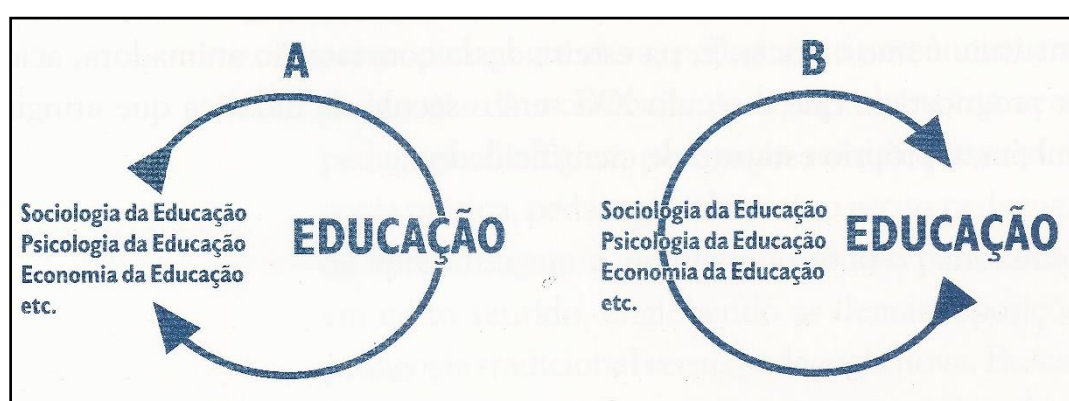 A
Sociologia da Educação
Psicologia da Educação
Economia da Educação
etc.
EDUCAÇÃO
B
Sociologia da Educação
Psicologia da Educação
Economia da Educação
etc.
EDUCAÇÃO